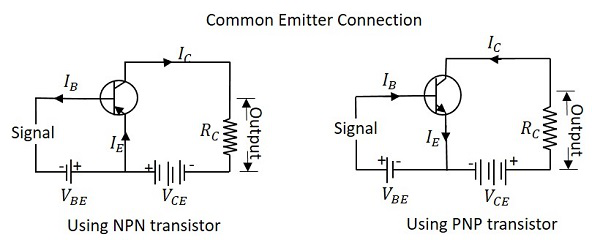 Common Emitter Connection
I_C
I_B
Signal
I_E
R_C
Output
- +
+ -
V_BE
V_CE
Using NPN transistor
I_C
I_B
Signal
I_E
R_C
Output
+ -
- +
V_BE
V_CE
Using PNP transistor